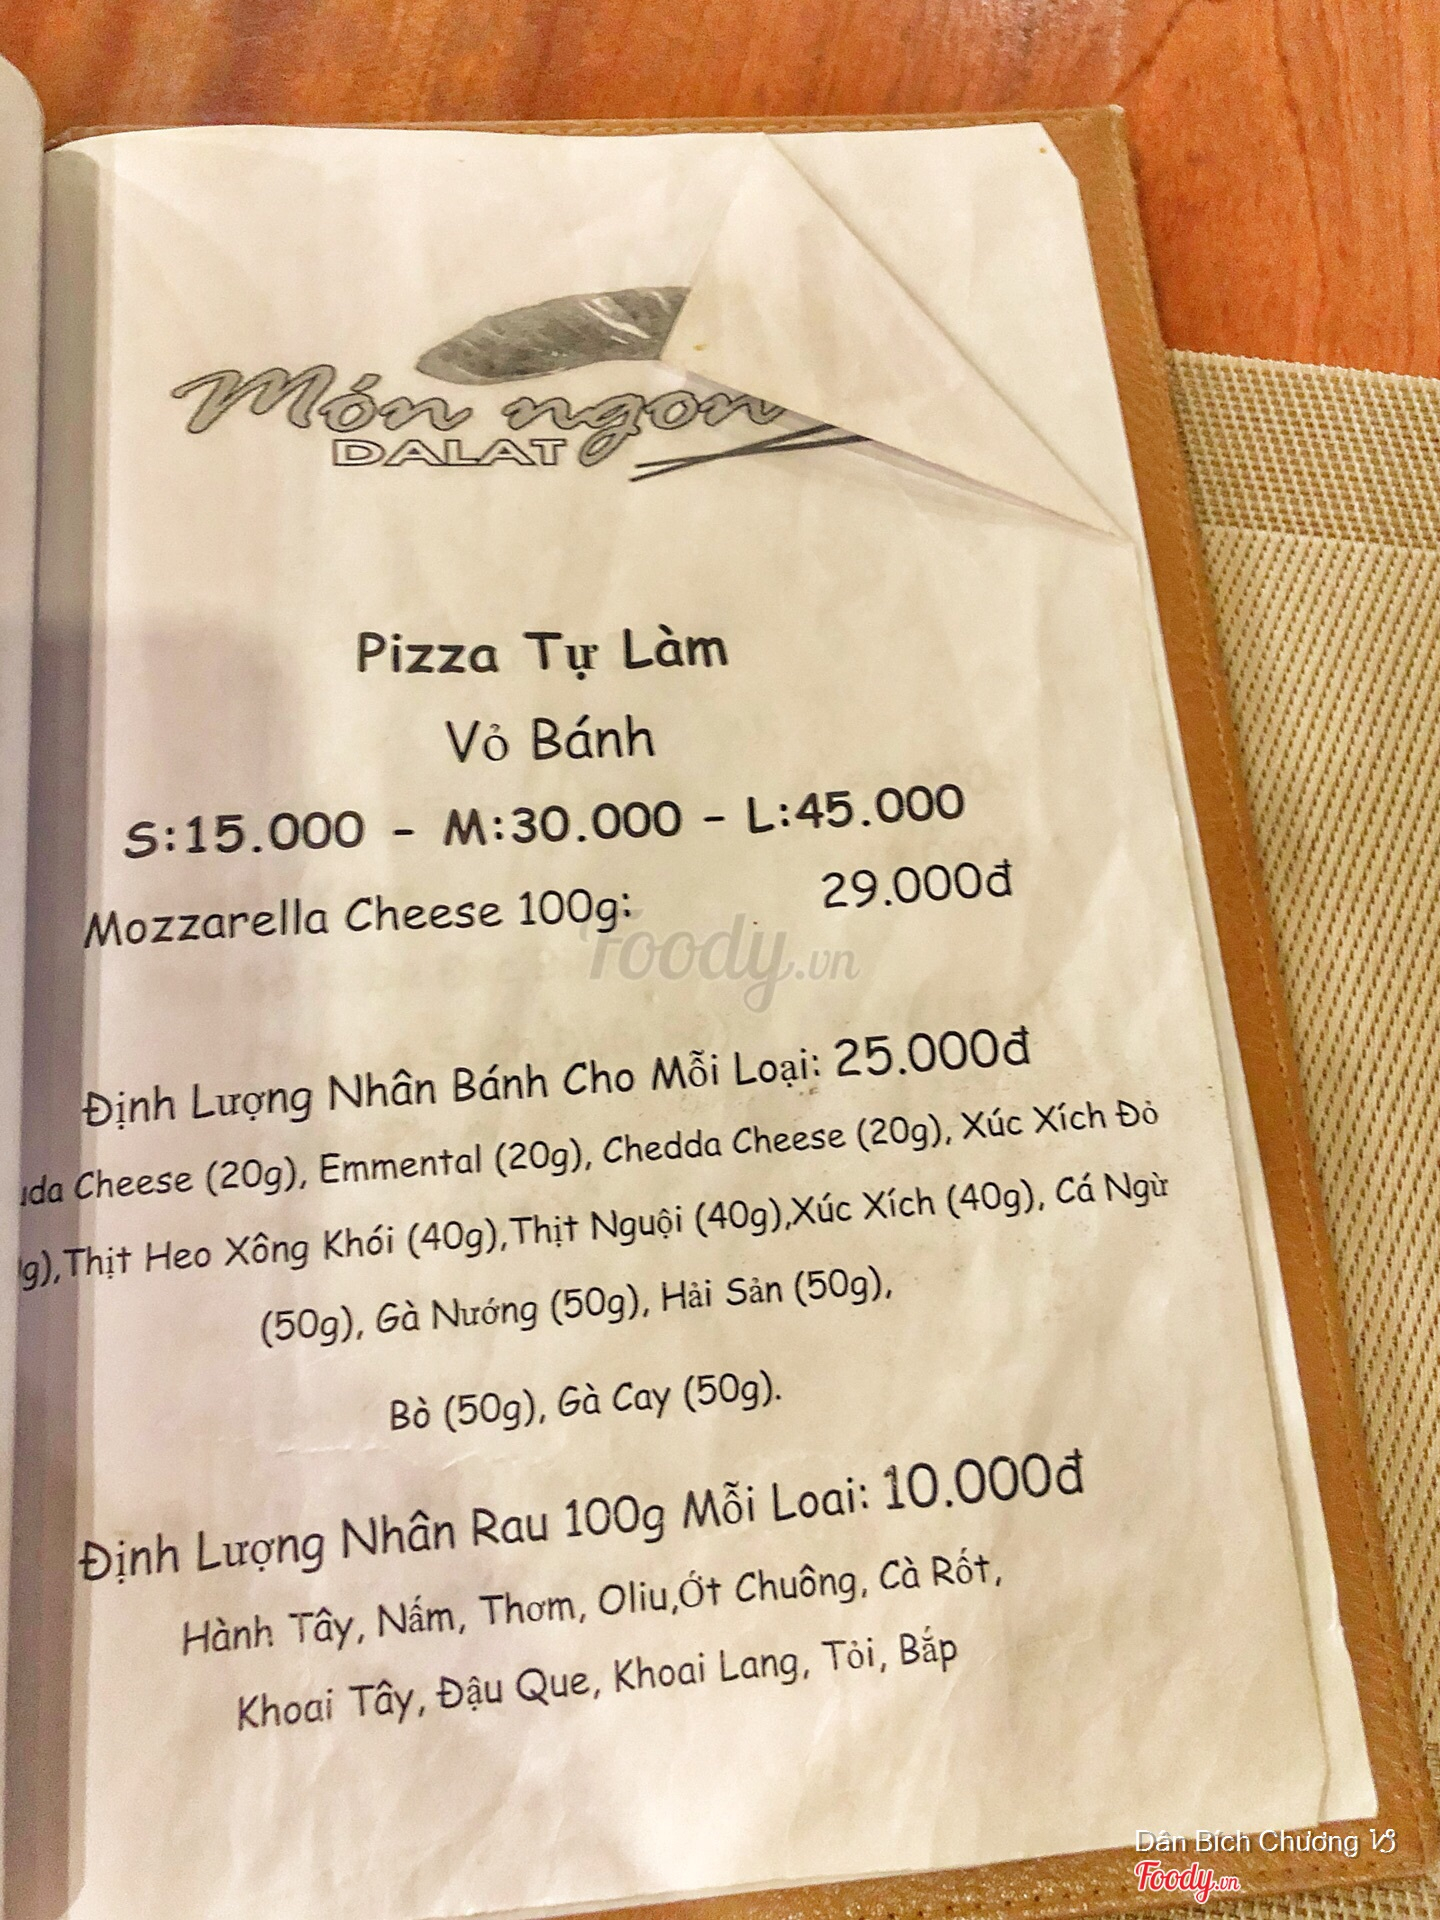 Món ngon
DALAT
Pizza Tự Làm
Vỏ Bánh
S:15.000 - M:30.000 - L:45.000
Mozzarella Cheese 100g: 29.000đ
Foody.vn
Định Lượng Nhân Bánh Cho Mỗi Loại: 25.000đ
Cheese (20g), Emmental (20g), Chedda Cheese (20g), Xúc Xích Đỏ
g),Thịt Heo Xông Khói (40g),Thịt Nguội (40g),Xúc Xích (40g), Cá Ngừ
(50g), Gà Nướng (50g), Hải Sản (50g),
Bò (50g), Gà Cay (50g).
Định Lượng Nhân Rau 100g Mỗi Loai: 10.000đ
Hành Tây, Nấm, Thơm, Oliu,Ớt Chuông, Cà Rốt,
Khoai Tây, Đậu Que, Khoai Lang, Tỏi, Bắp
Dân Bích Chương
Foody.vn